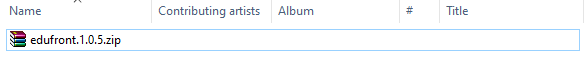 Name Contributing artists Album # Title
edufront.1.0.5.zip